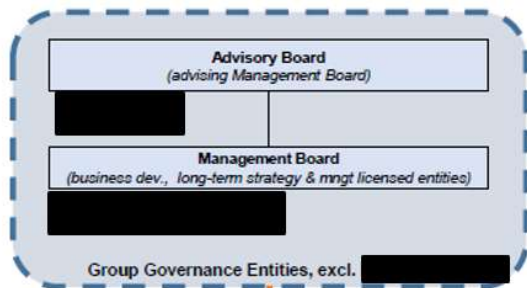 Advisory Board
(advising Management Board)
Management Board
(business dev., long-term strategy & mngt licensed entities)
Group Governance Entities, excl.